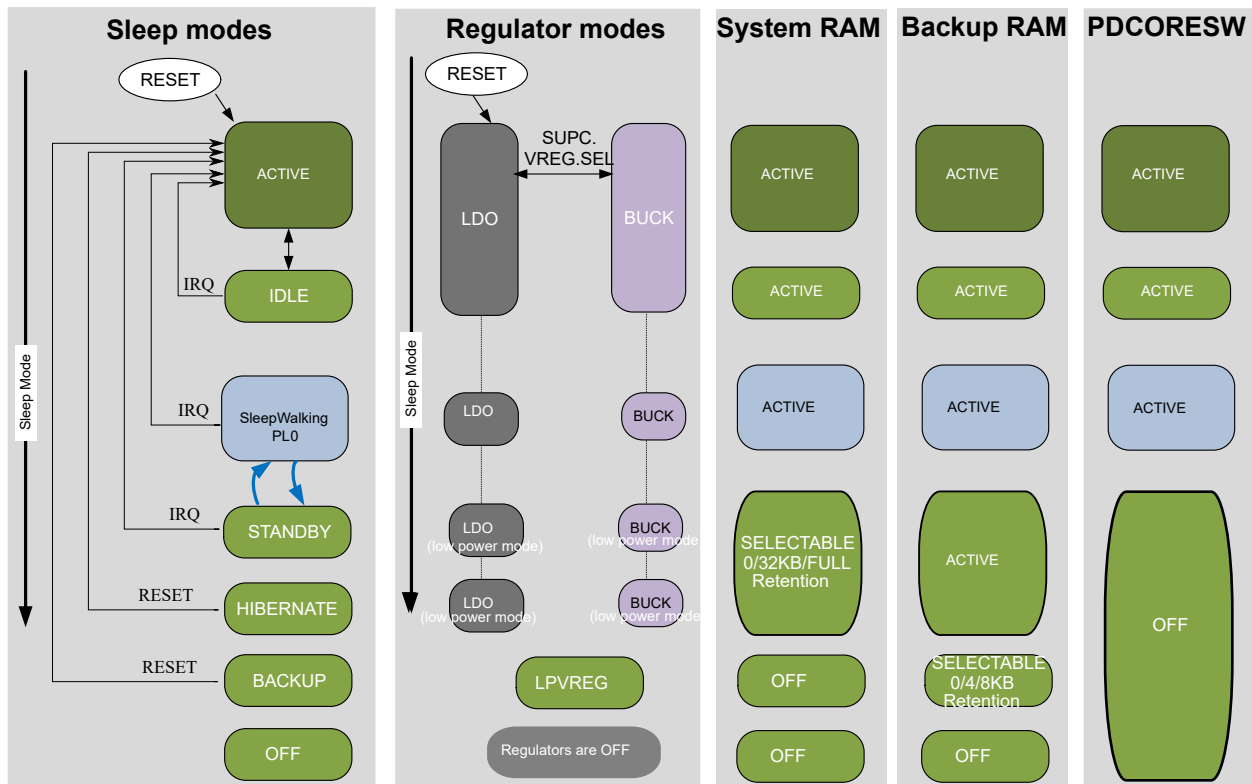 Sleep modes
RESET
ACTIVE
IRQ
IDLE
Sleep Mode
IRQ
SleepWalking
PL0
IRQ
STANDBY
RESET
HIBERNATE
RESET
BACKUP
OFF
Regulator modes
RESET
SUPC.
VREG.SEL
LDO
BUCK
Sleep Mode
LDO
BUCK
LDO
(low power mode)
BUCK
(low power mode
LDO
(low power mode)
BUCK
(low power mode)
LPVREG
Regulators are OFF
System RAM
ACTIVE
ACTIVE
ACTIVE
SELECTABLE
0/32KB/FULL
Retention
OFF
OFF
Backup RAM
ACTIVE
ACTIVE
ACTIVE
ACTIVE
SELECTABLE
0/4/8KB
Retention
OFF
PDCORESW
ACTIVE
ACTIVE
ACTIVE
OFF